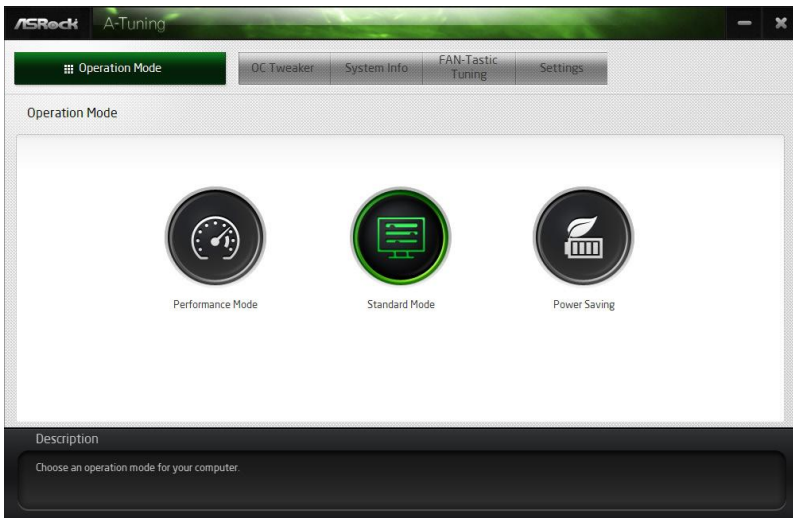 ASRock A-Tuning
Operation Mode OC Tweaker System Info FAN-Tastic Tuning Settings
Operation Mode
Performance Mode Standard Mode Power Saving
Description
Choose an operation mode for your computer.